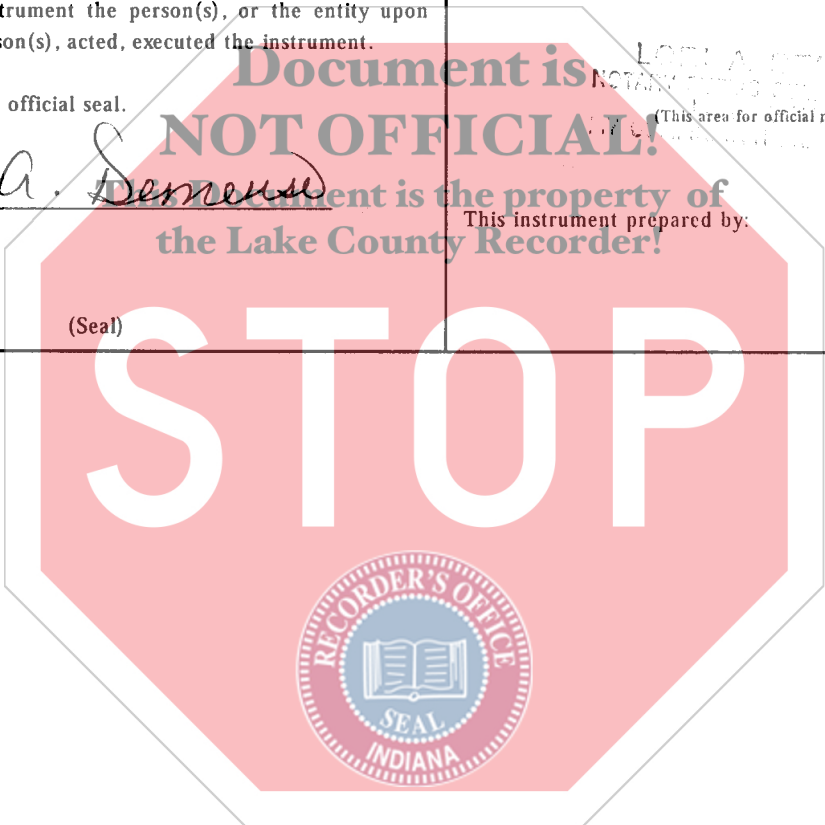 trument the person(s), or the entity upon
son(s), acted, executed the instrument.
official seal.
a.
(Seal)
Document is
NOT OFFICIAL!
This Document is the property of
the Lake County Recorder!
NOTARY
(This area for official
This instrument prepared by:
STOP
RECORDER'S OFFICE
SEAL
INDIANA